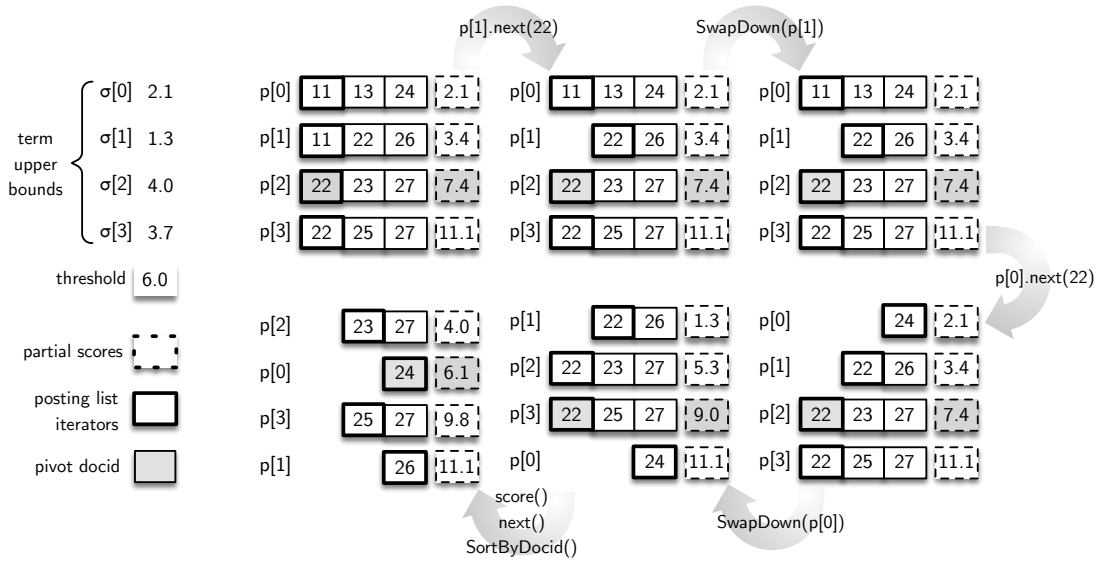 p[1].next(22) SwapDown(p[1])
σ[0] 2.1 p[0] 11 13 24 2.1 p[0] 11 13 24 2.1 p[0] 11 13 24 2.1
term upper bounds
σ[1] 1.3 p[1] 11 22 26 3.4 p[1] 22 26 3.4 p[1] 22 26 3.4
σ[2] 4.0 p[2] 22 23 27 7.4 p[2] 22 23 27 7.4 p[2] 22 23 27 7.4
σ[3] 3.7 p[3] 22 25 27 11.1 p[3] 22 25 27 11.1 p[3] 22 25 27 11.1
threshold 6.0 p[0].next(22)
partial scores p[2] 23 27 4.0 p[1] 22 26 1.3 p[0] 24 2.1
p[0] 24 6.1 p[2] 22 23 27 5.3 p[1] 22 26 3.4
posting list
iterators
p[3] 25 27 9.8 p[3] 22 25 27 9.0 p[2] 22 23 27 7.4
pivot docid p[1] 26 11.1 p[0] 24 11.1 p[3] 22 25 27 11.1
score()
next()
SortByDocid()
SwapDown(p[0])